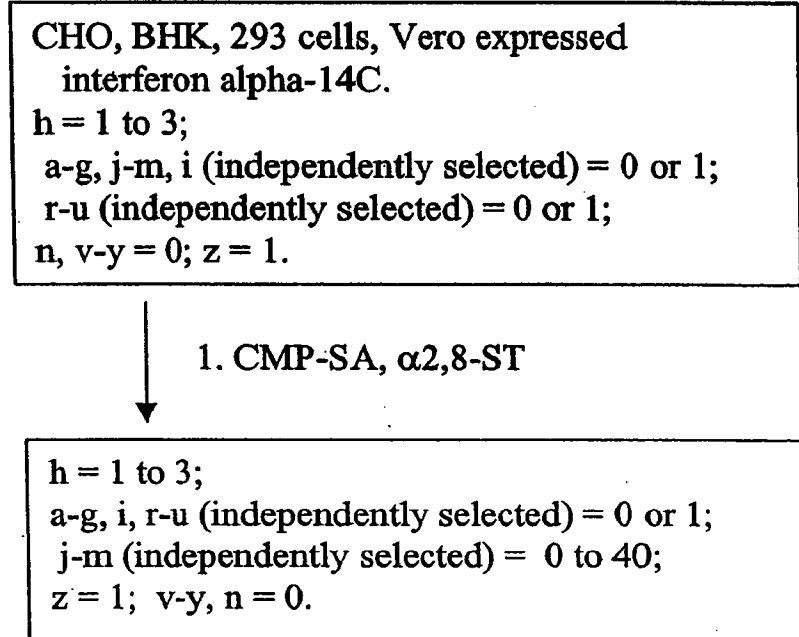 CHO, BHK, 293 cells, Vero expressed
interferon alpha-14C.
h = 1 to 3;
a-g, j-m, i (independently selected) = 0 or 1;
r-u (independently selected) = 0 or 1;
n, v-y = 0; z = 1.
1. CMP-SA, α2,8-ST
h = 1 to 3;
a-g, i, r-u (independently selected) = 0 or 1;
j-m (independently selected) = 0 to 40;
z = 1; v-y, n = 0.